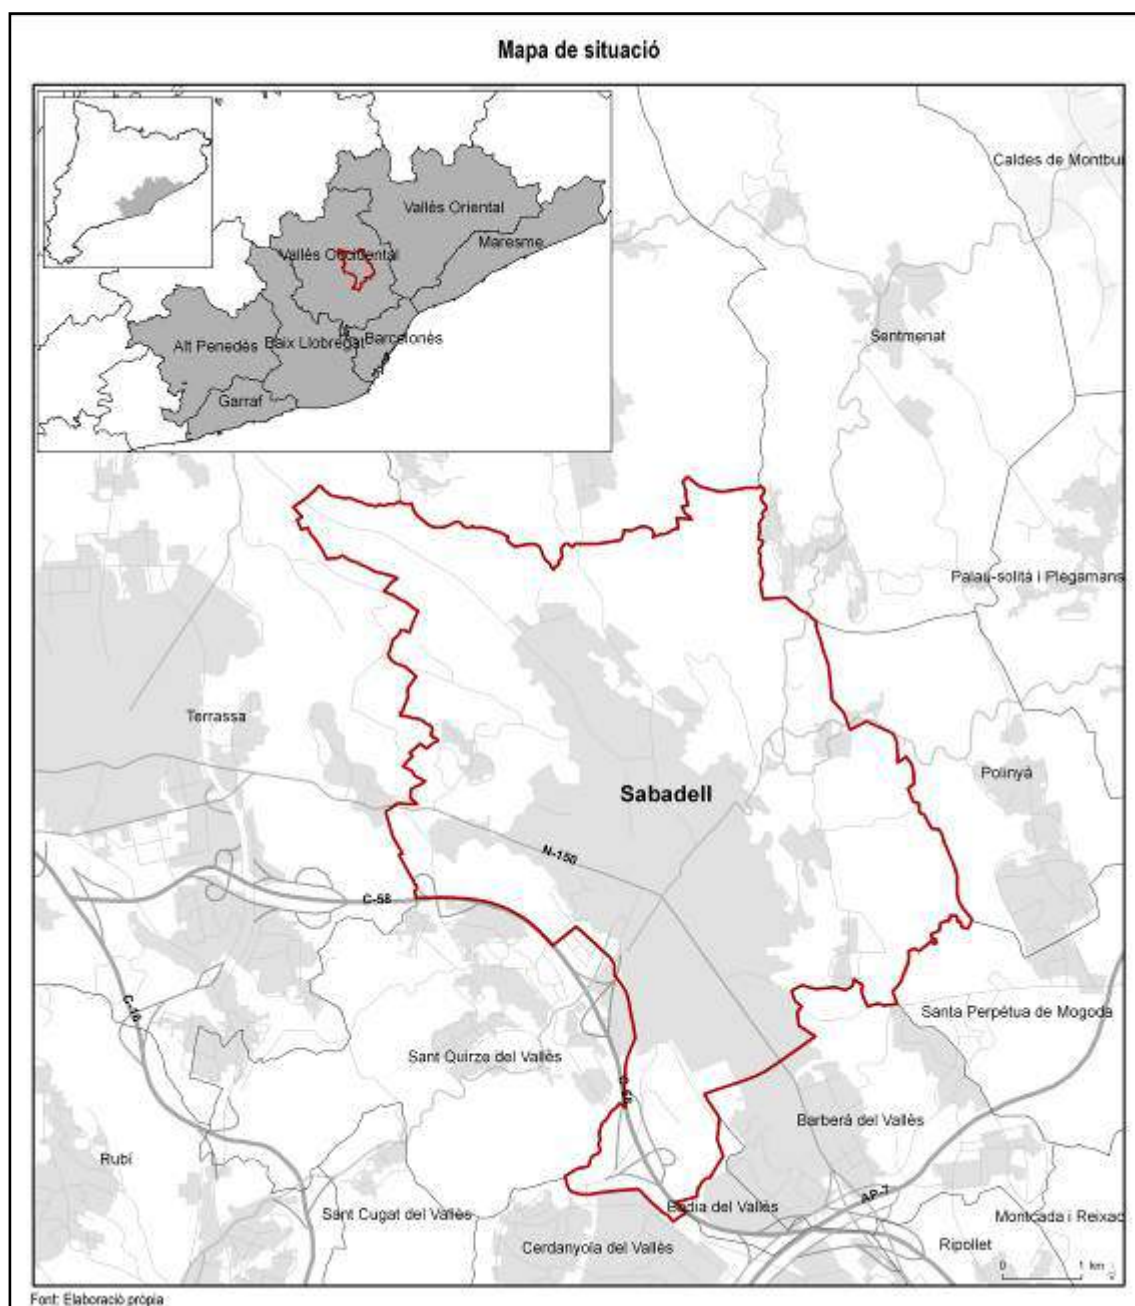 Mapa de situació
Vallès Oriental
Maresme
Vallès Occidental
Barcelonès
Baix Llobregat
Alt Penedès
Garraf
Caldes de Montbui
Sentmenat
Palau-solità i Plegamans
Terrassa
Sabadell
Polinyà
N-150
C-58
C-16
Santa Perpètua de Mogoda
Sant Quirze del Vallès
C-58
Barberà del Vallès
Rubí
AP-7
Sant Cugat del Vallès
Badia del Vallès
Montcada i Reixac
Cerdanyola del Vallès
Ripollet
0 1 km
Font: Elaboració pròpia